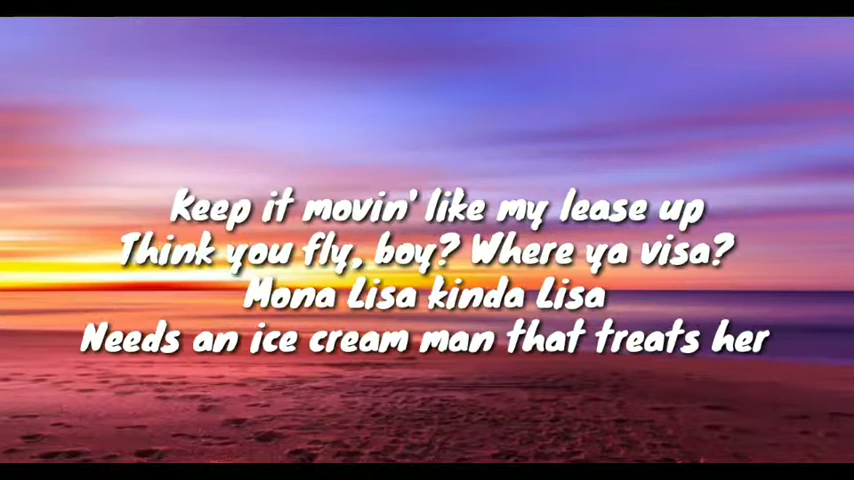 Keep it movin' like my lease up
Think you fly, boy? Where ya visa?
Mona Lisa kinda Lisa
Needs an ice cream man that treats her